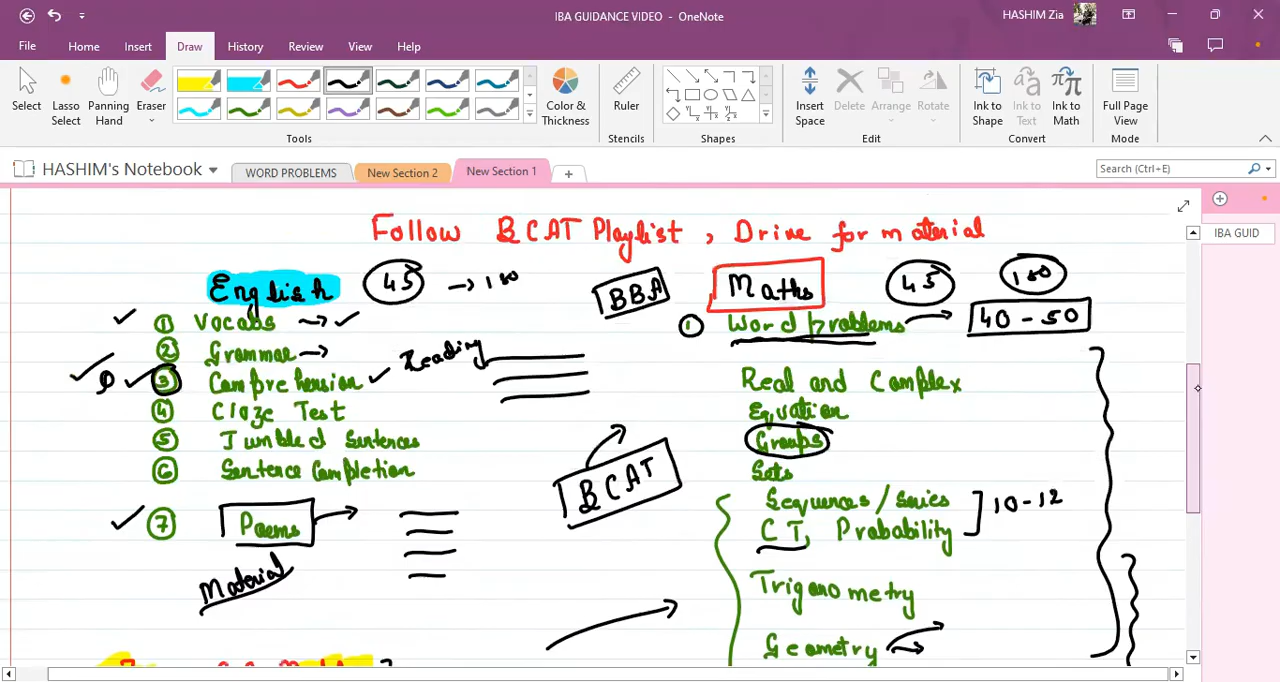 IBA GUIDANCE VIDEO - OneNote
HASHIM Zia
File Home Insert Draw History Review View Help
Select
Lasso Select
Panning Hand
Eraser
Color & Thickness
Ruler
Insert Space
Delete
Arrange
Rotate
Ink to Shape
Ink to Text
Ink to Math
Full Page View
Tools
Stencils
Shapes
Edit
Convert
Mode
HASHIM's Notebook
WORD PROBLEMS
New Section 2
New Section 1
Search (Ctrl+E)
IBA GUID
Follow BCAT Playlist, Drive for material
English 45 → 180
① Vocabs →
② Grammar →
③ Comprehension Reading
④ Cloze Test
⑤ Jumbled Sentences
⑥ Sentence Completion
⑦ Poems →
Material
BBA
BCAT
Maths 45 180
① Word problems → 40 - 50
Real and Complex
Equation
Groups
Sets
Sequences / Series
CT, Probability ] 10-12
Trigonometry
Geometry